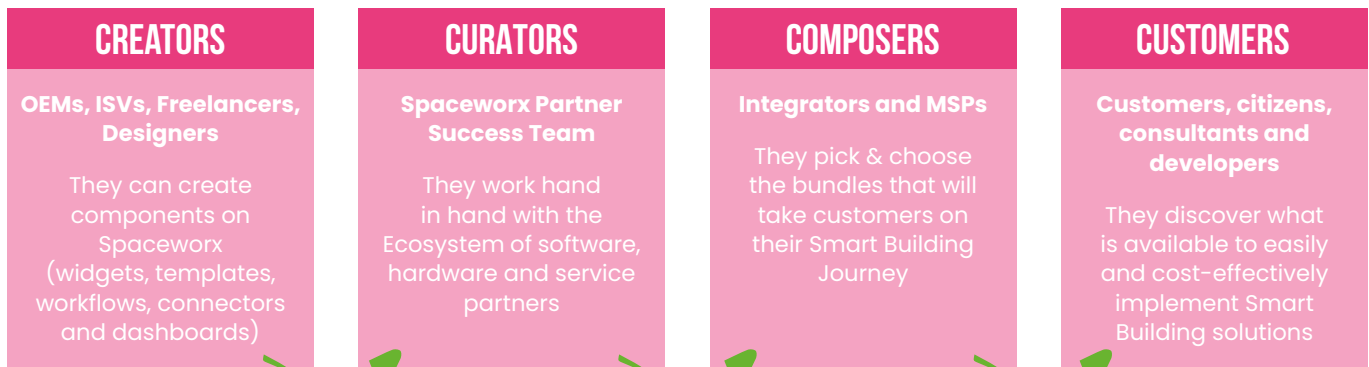 CREATORS
OEMs, ISVs, Freelancers,
Designers
They can create
components on
Spaceworx
(widgets, templates,
workflows, connectors
and dashboards)
CURATORS
Spaceworx Partner
Success Team
They work hand
in hand with the
Ecosystem of software,
hardware and service
partners
COMPOSERS
Integrators and MSPs
They pick & choose
the bundles that will
take customers on
their Smart Building
Journey
CUSTOMERS
Customers, citizens,
consultants and
developers
They discover what
is available to easily
and cost-effectively
implement Smart
Building solutions